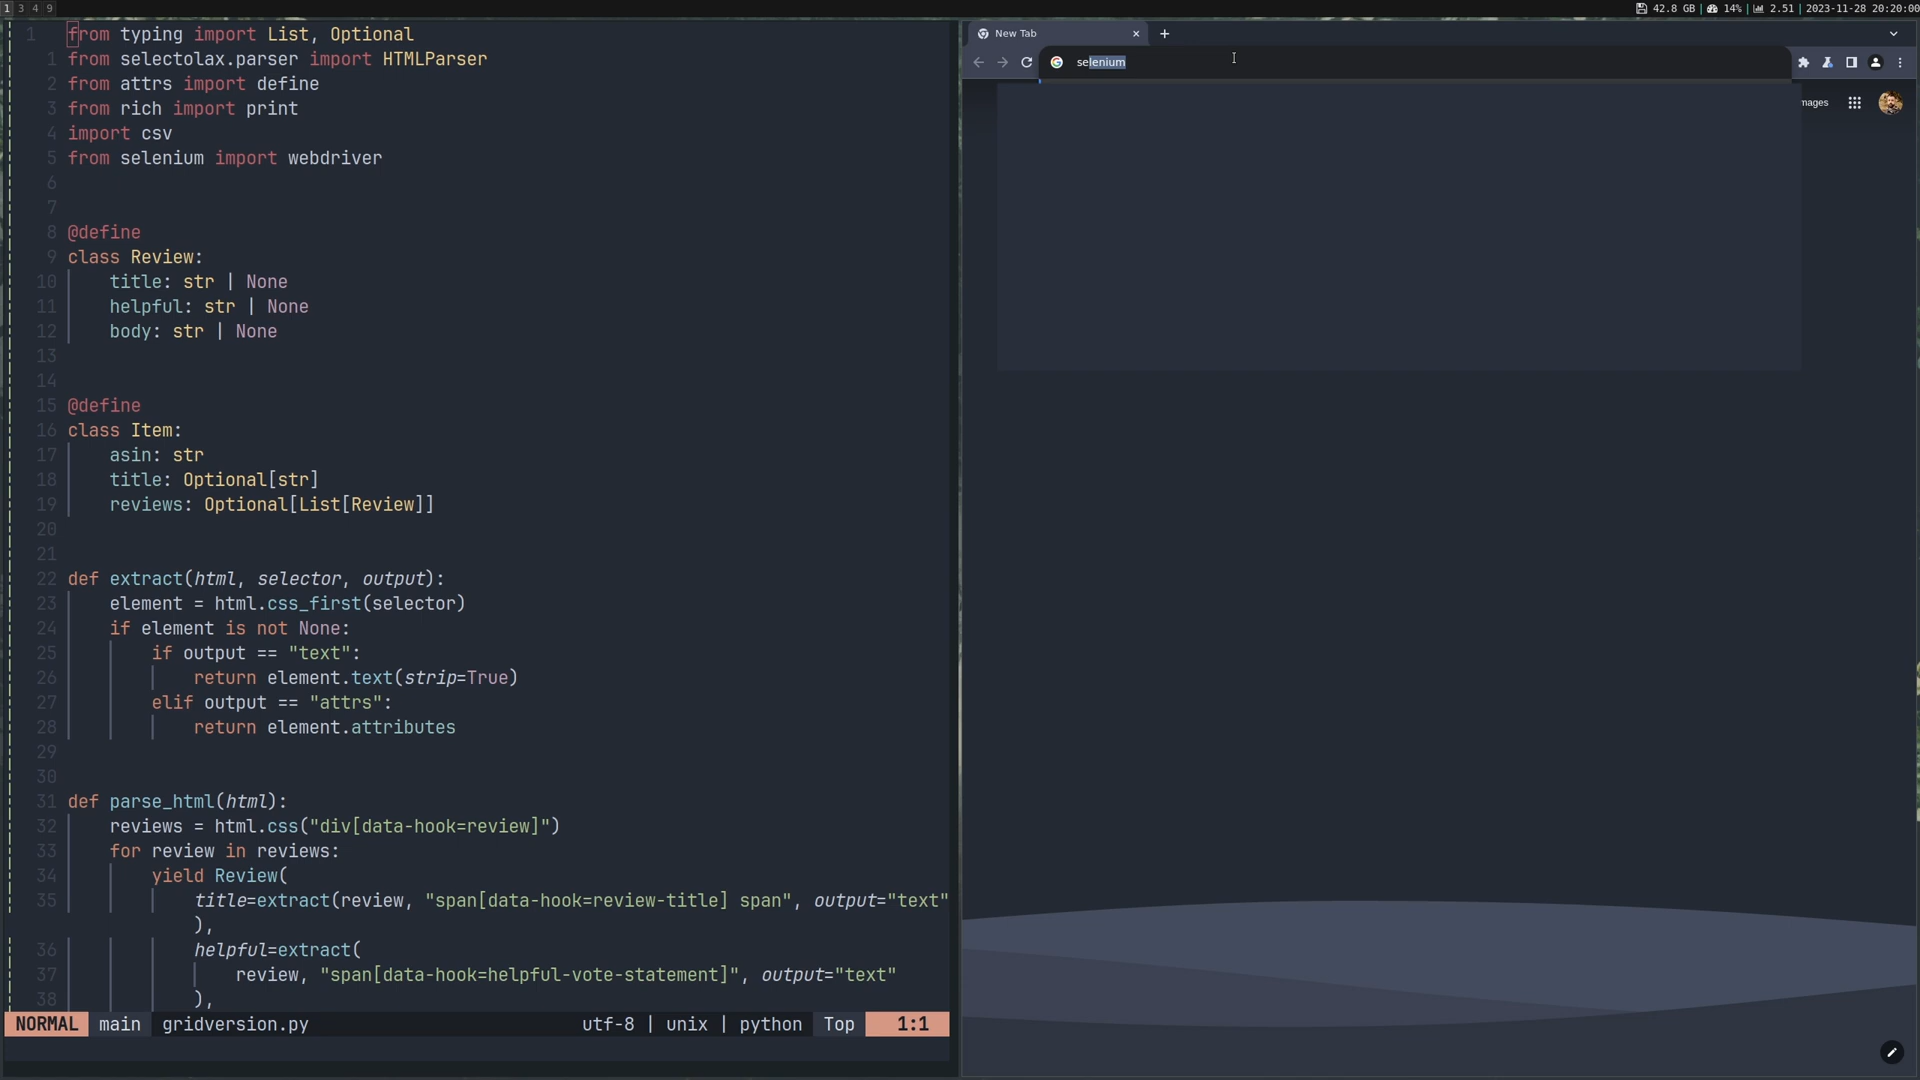 1 3 4 9
42.8 GB | 14% | 2.51 | 2023-11-28 20:20:00
1 from typing import List, Optional
1 from selectolax.parser import HTMLParser
2 from attrs import define
3 from rich import print
4 import csv
5 from selenium import webdriver
6
7
8 @define
9 class Review:
10 title: str | None
11 helpful: str | None
12 body: str | None
13
14
15 @define
16 class Item:
17 asin: str
18 title: Optional[str]
19 reviews: Optional[List[Review]]
20
21
22 def extract(html, selector, output):
23 element = html.css_first(selector)
24 if element is not None:
25 if output == "text":
26 return element.text(strip=True)
27 elif output == "attrs":
28 return element.attributes
29
30
31 def parse_html(html):
32 reviews = html.css("div[data-hook=review]")
33 for review in reviews:
34 yield Review(
35 title=extract(review, "span[data-hook=review-title] span", output="text"
),
36 helpful=extract(
37 review, "span[data-hook=helpful-vote-statement]", output="text"
38 ),
NORMAL main gridversion.py utf-8 | unix | python Top 1:1
New Tab
selenium
mages